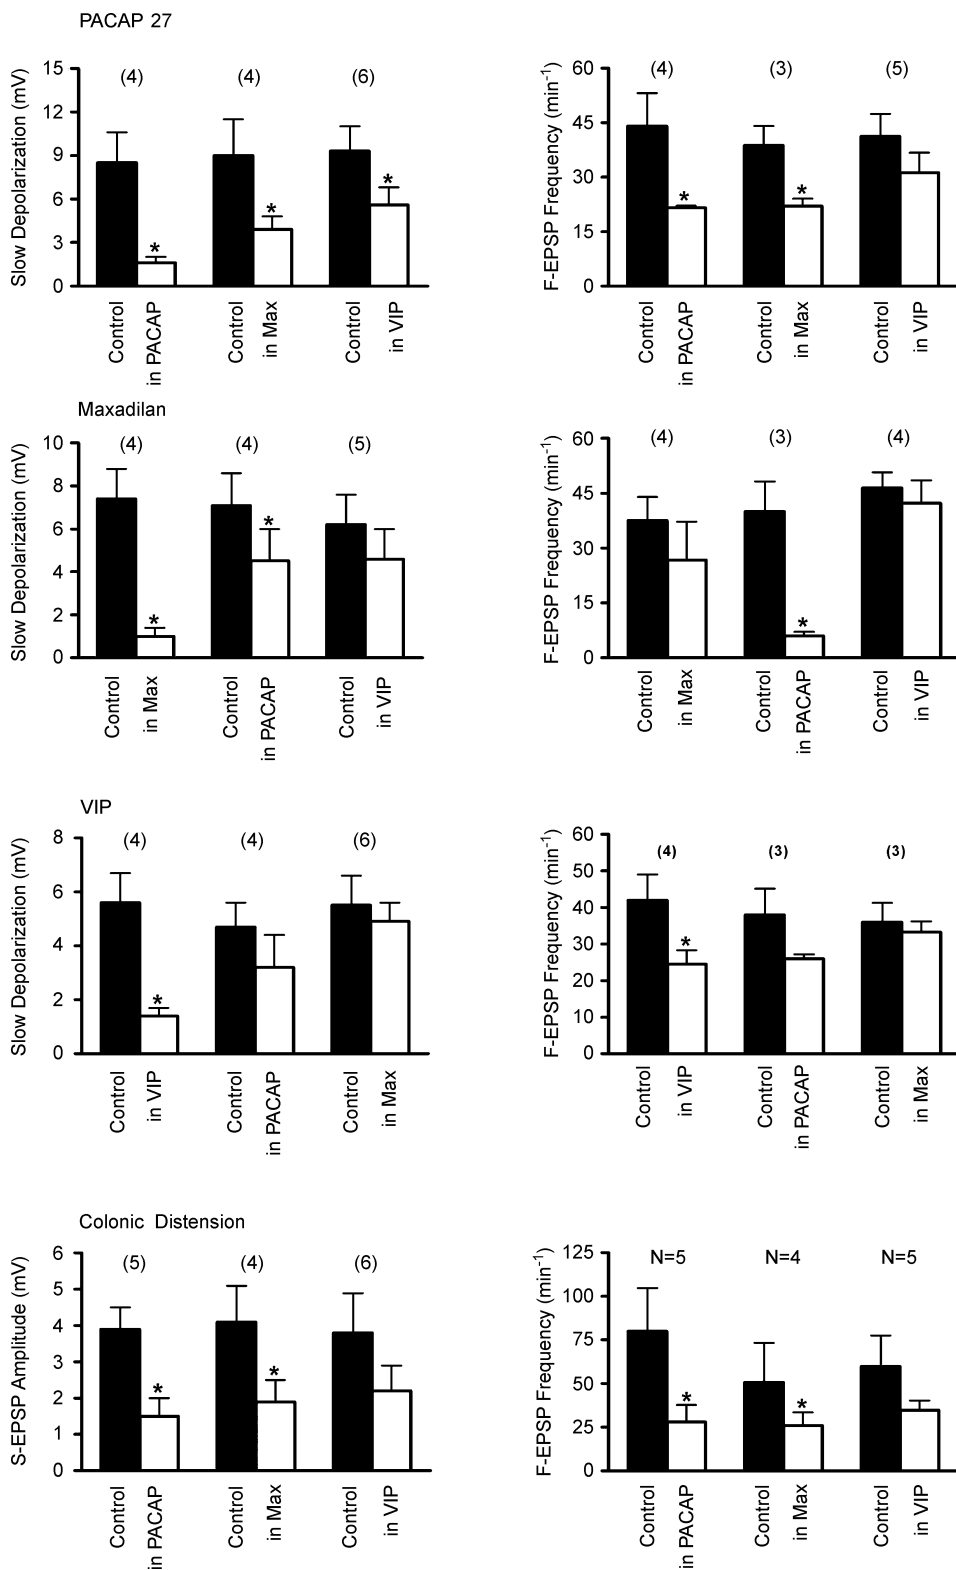 PACAP 27
Slow Depolarization (mV)
15
12
9
6
3
0
(4)
(4)
(6)
*
*
*
Control
in PACAP
Control
in Max
Control
in VIP
F-EPSP Frequency (min⁻¹)
60
45
30
15
0
(4)
(3)
(5)
*
*
Control
in PACAP
Control
in Max
Control
in VIP
Maxadilan
Slow Depolarization (mV)
10
8
6
4
2
0
(4)
(4)
(5)
*
*
Control
in Max
Control
in PACAP
Control
in VIP
F-EPSP Frequency (min⁻¹)
60
45
30
15
0
(4)
(3)
(4)
*
Control
in Max
Control
in PACAP
Control
in VIP
VIP
Slow Depolarization (mV)
8
6
4
2
0
(4)
(4)
(6)
*
Control
in VIP
Control
in PACAP
Control
in Max
F-EPSP Frequency (min⁻¹)
60
50
40
30
20
10
0
(4)
(3)
(3)
*
Control
in VIP
Control
in PACAP
Control
in Max
Colonic Distension
S-EPSP Amplitude (mV)
6
5
4
3
2
1
0
(5)
(4)
(6)
*
*
Control
in PACAP
Control
in Max
Control
in VIP
F-EPSP Frequency (min⁻¹)
125
100
75
50
25
0
N=5
N=4
N=5
*
*
Control
in PACAP
Control
in Max
Control
in VIP